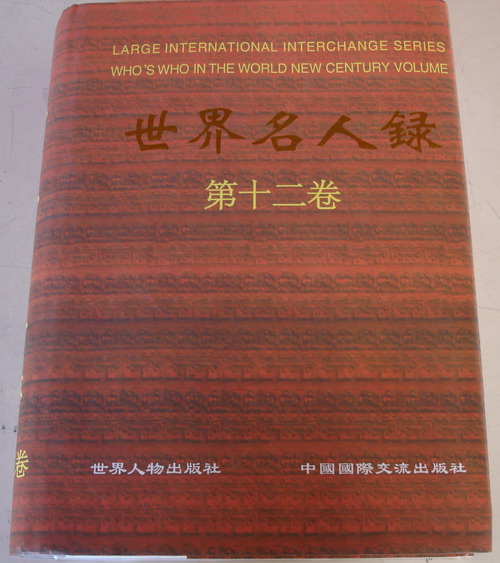 LARGE INTERNATIONAL INTERCHANGE SERIES
WHO'S WHO IN THE WORLD NEW CENTURY VOLUME
世界名人録
第十二卷
世界人物出版社 中國國際交流出版社
卷